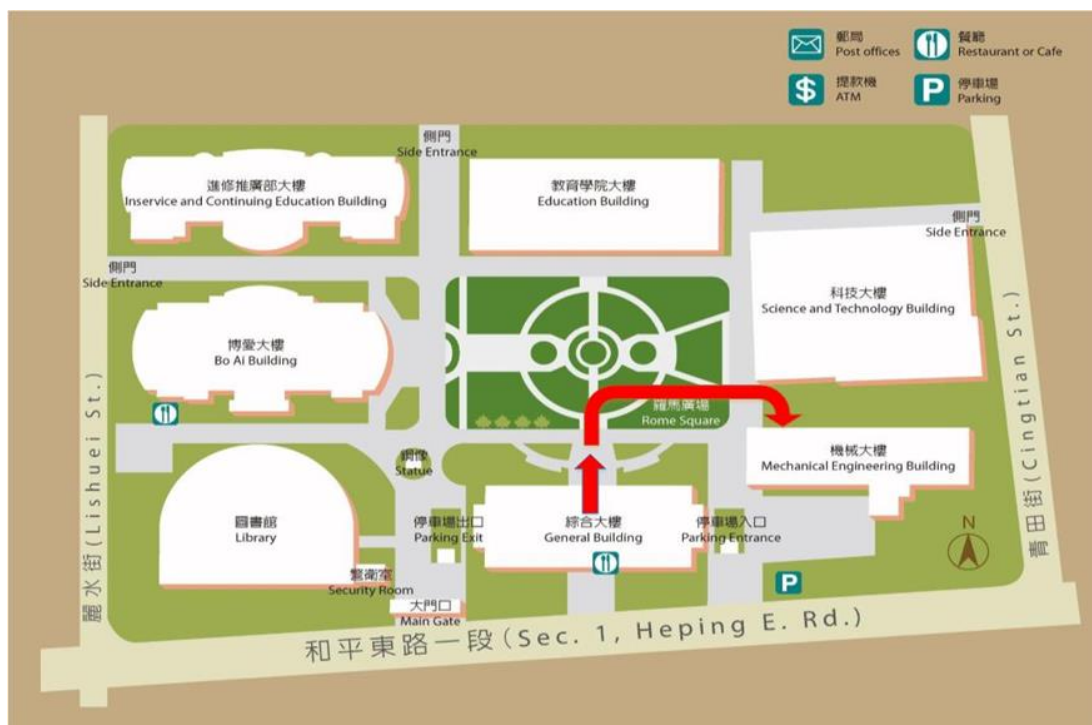 郵局
Post offices
餐廳
Restaurant or Cafe
$
提款機
ATM
P
停車場
Parking
側門
Side Entrance
進修推廣部大樓
Inservice and Continuing Education Building
教育學院大樓
Education Building
側門
Side Entrance
側門
Side Entrance
科技大樓
Science and Technology Building
博愛大樓
Bo Ai Building
羅馬廣場
Rome Square
機械大樓
Mechanical Engineering Building
銅像
Statue
圖書館
Library
停車場出口
Parking Exit
綜合大樓
General Building
停車場入口
Parking Entrance
N
警衛室
Security Room
P
大門口
Main Gate
麗水街(Lishuei St.)
青田街(Cingtian St.)
和平東路一段(Sec. 1, Heping E. Rd.)